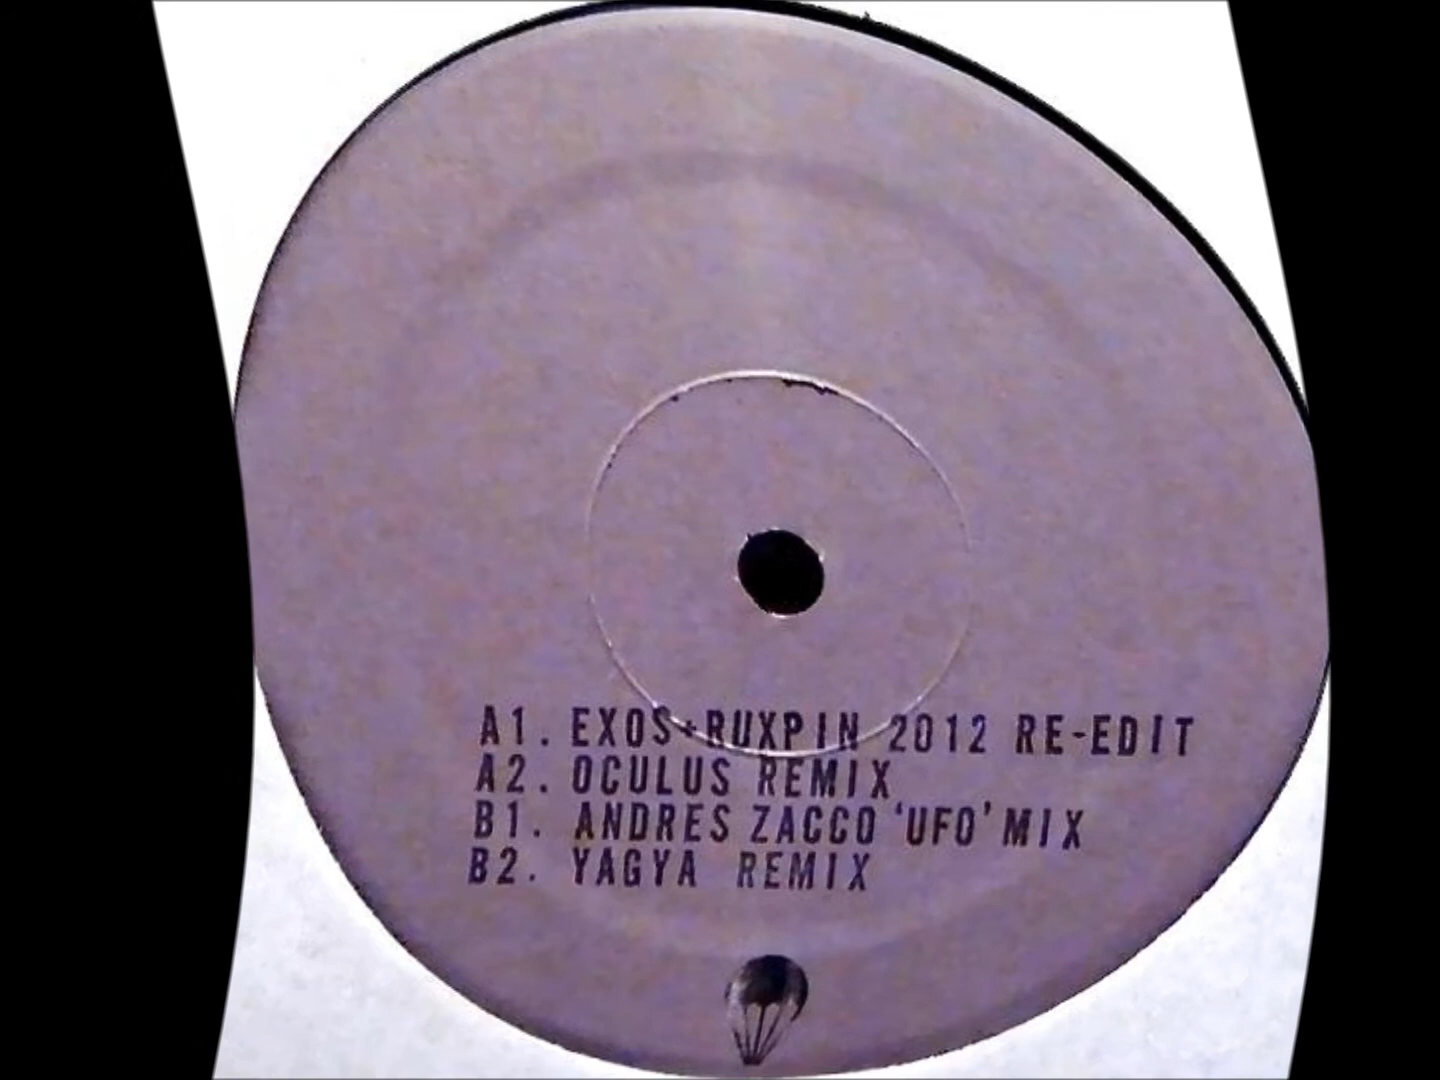 A1. EXOS+RUXPIN 2012 RE-EDIT
A2. OCULUS REMIX
B1. ANDRES ZACCO 'UFO' MIX
B2. YAGYA REMIX